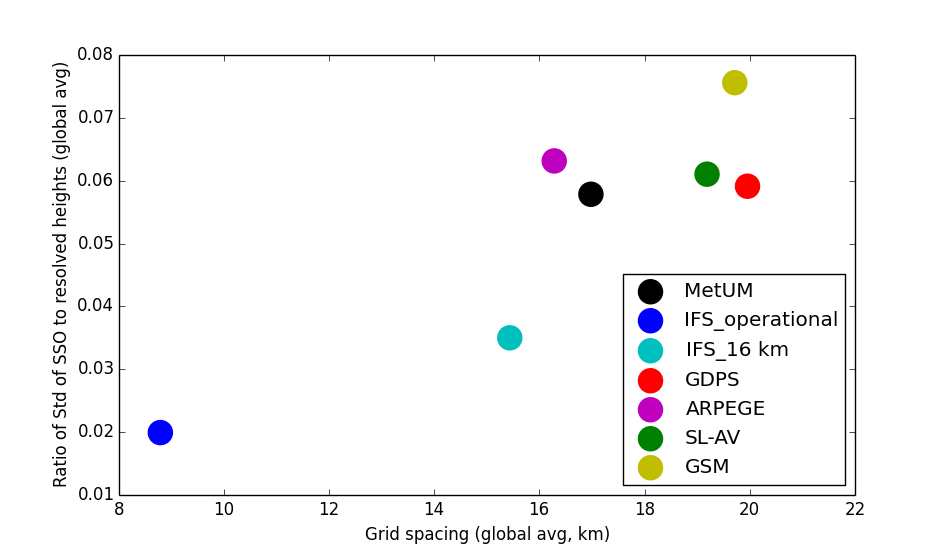 0.08
0.07
0.06
0.05
0.04
0.03
0.02
0.01
Ratio of Std of SSO to resolved heights (global avg)
MetUM
IFS_operational
IFS_16 km
GDPS
ARPEGE
SL-AV
GSM
8 10 12 14 16 18 20 22
Grid spacing (global avg, km)